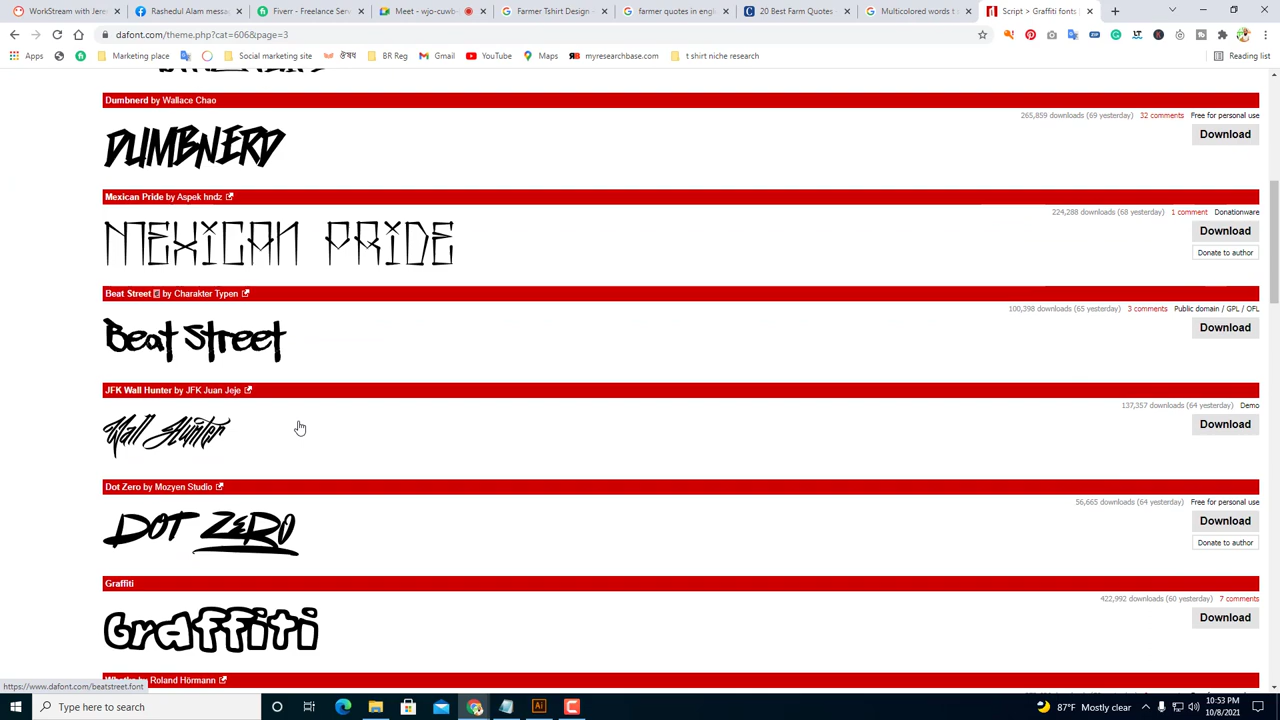 WorkStream with Jetpack
Rashedul Alam
Fiverr - Freelance Serv
Meet - wjo-cuwb-
Farmer Tshirt Design -
farmer quotes in engl
20 Best Farm Quotes
Multicolored words t s
Script > Graffiti fonts
dafont.com/theme.php?cat=606&page=3
Apps
Marketing place
Social marketing site
ঔষধ
BR Reg
Gmail
YouTube
Maps
myresearchbase.com
t shirt niche research
Reading list
Dumbnerd by Wallace Chao
265,859 downloads (69 yesterday) 32 comments Free for personal use
DUMBNERD
Download
Mexican Pride by Aspek hndz
224,288 downloads (68 yesterday) 1 comment Donationware
MEXICAN PRIDE
Download
Donate to author
Beat Street € by Charakter Typen
100,398 downloads (65 yesterday) 3 comments Public domain / GPL / OFL
Beat Street
Download
JFK Wall Hunter by JFK Juan Jeje
137,357 downloads (64 yesterday) Demo
Wall Hunter
Download
Dot Zero by Mozyen Studio
56,665 downloads (64 yesterday) Free for personal use
DOT ZERO
Download
Donate to author
Graffiti
422,992 downloads (60 yesterday) 7 comments
Graffiti
Download
by Roland Hörmann
https://www.dafont.com/beatstreet.font
Type here to search
87°F Mostly clear
10:53 PM
10/8/2021